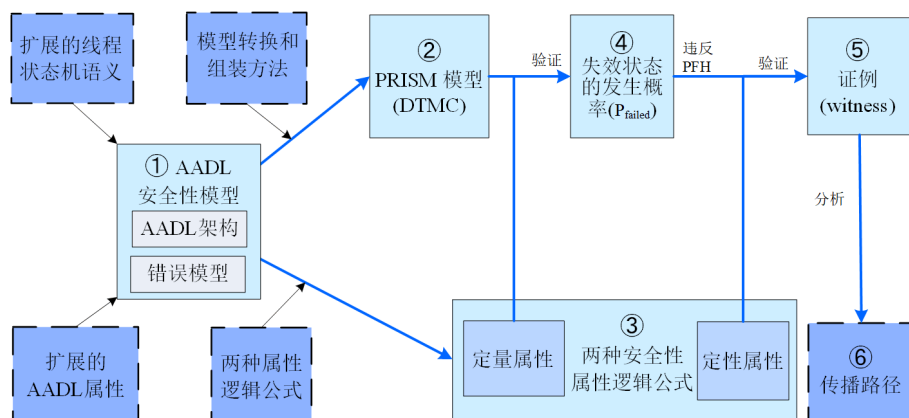 扩展的线程
状态机语义
模型转换和
组装方法
②
PRISM 模型
(DTMC)
验证
④
失效状态
的发生概
率(P_failed)
违反
PFH
验证
⑤
证例
(witness)
① AADL
安全性模型
AADL架构
错误模型
分析
扩展的
AADL属性
两种属性
逻辑公式
定量属性
③
两种安全性
属性逻辑公式
定性属性
⑥
传播路径